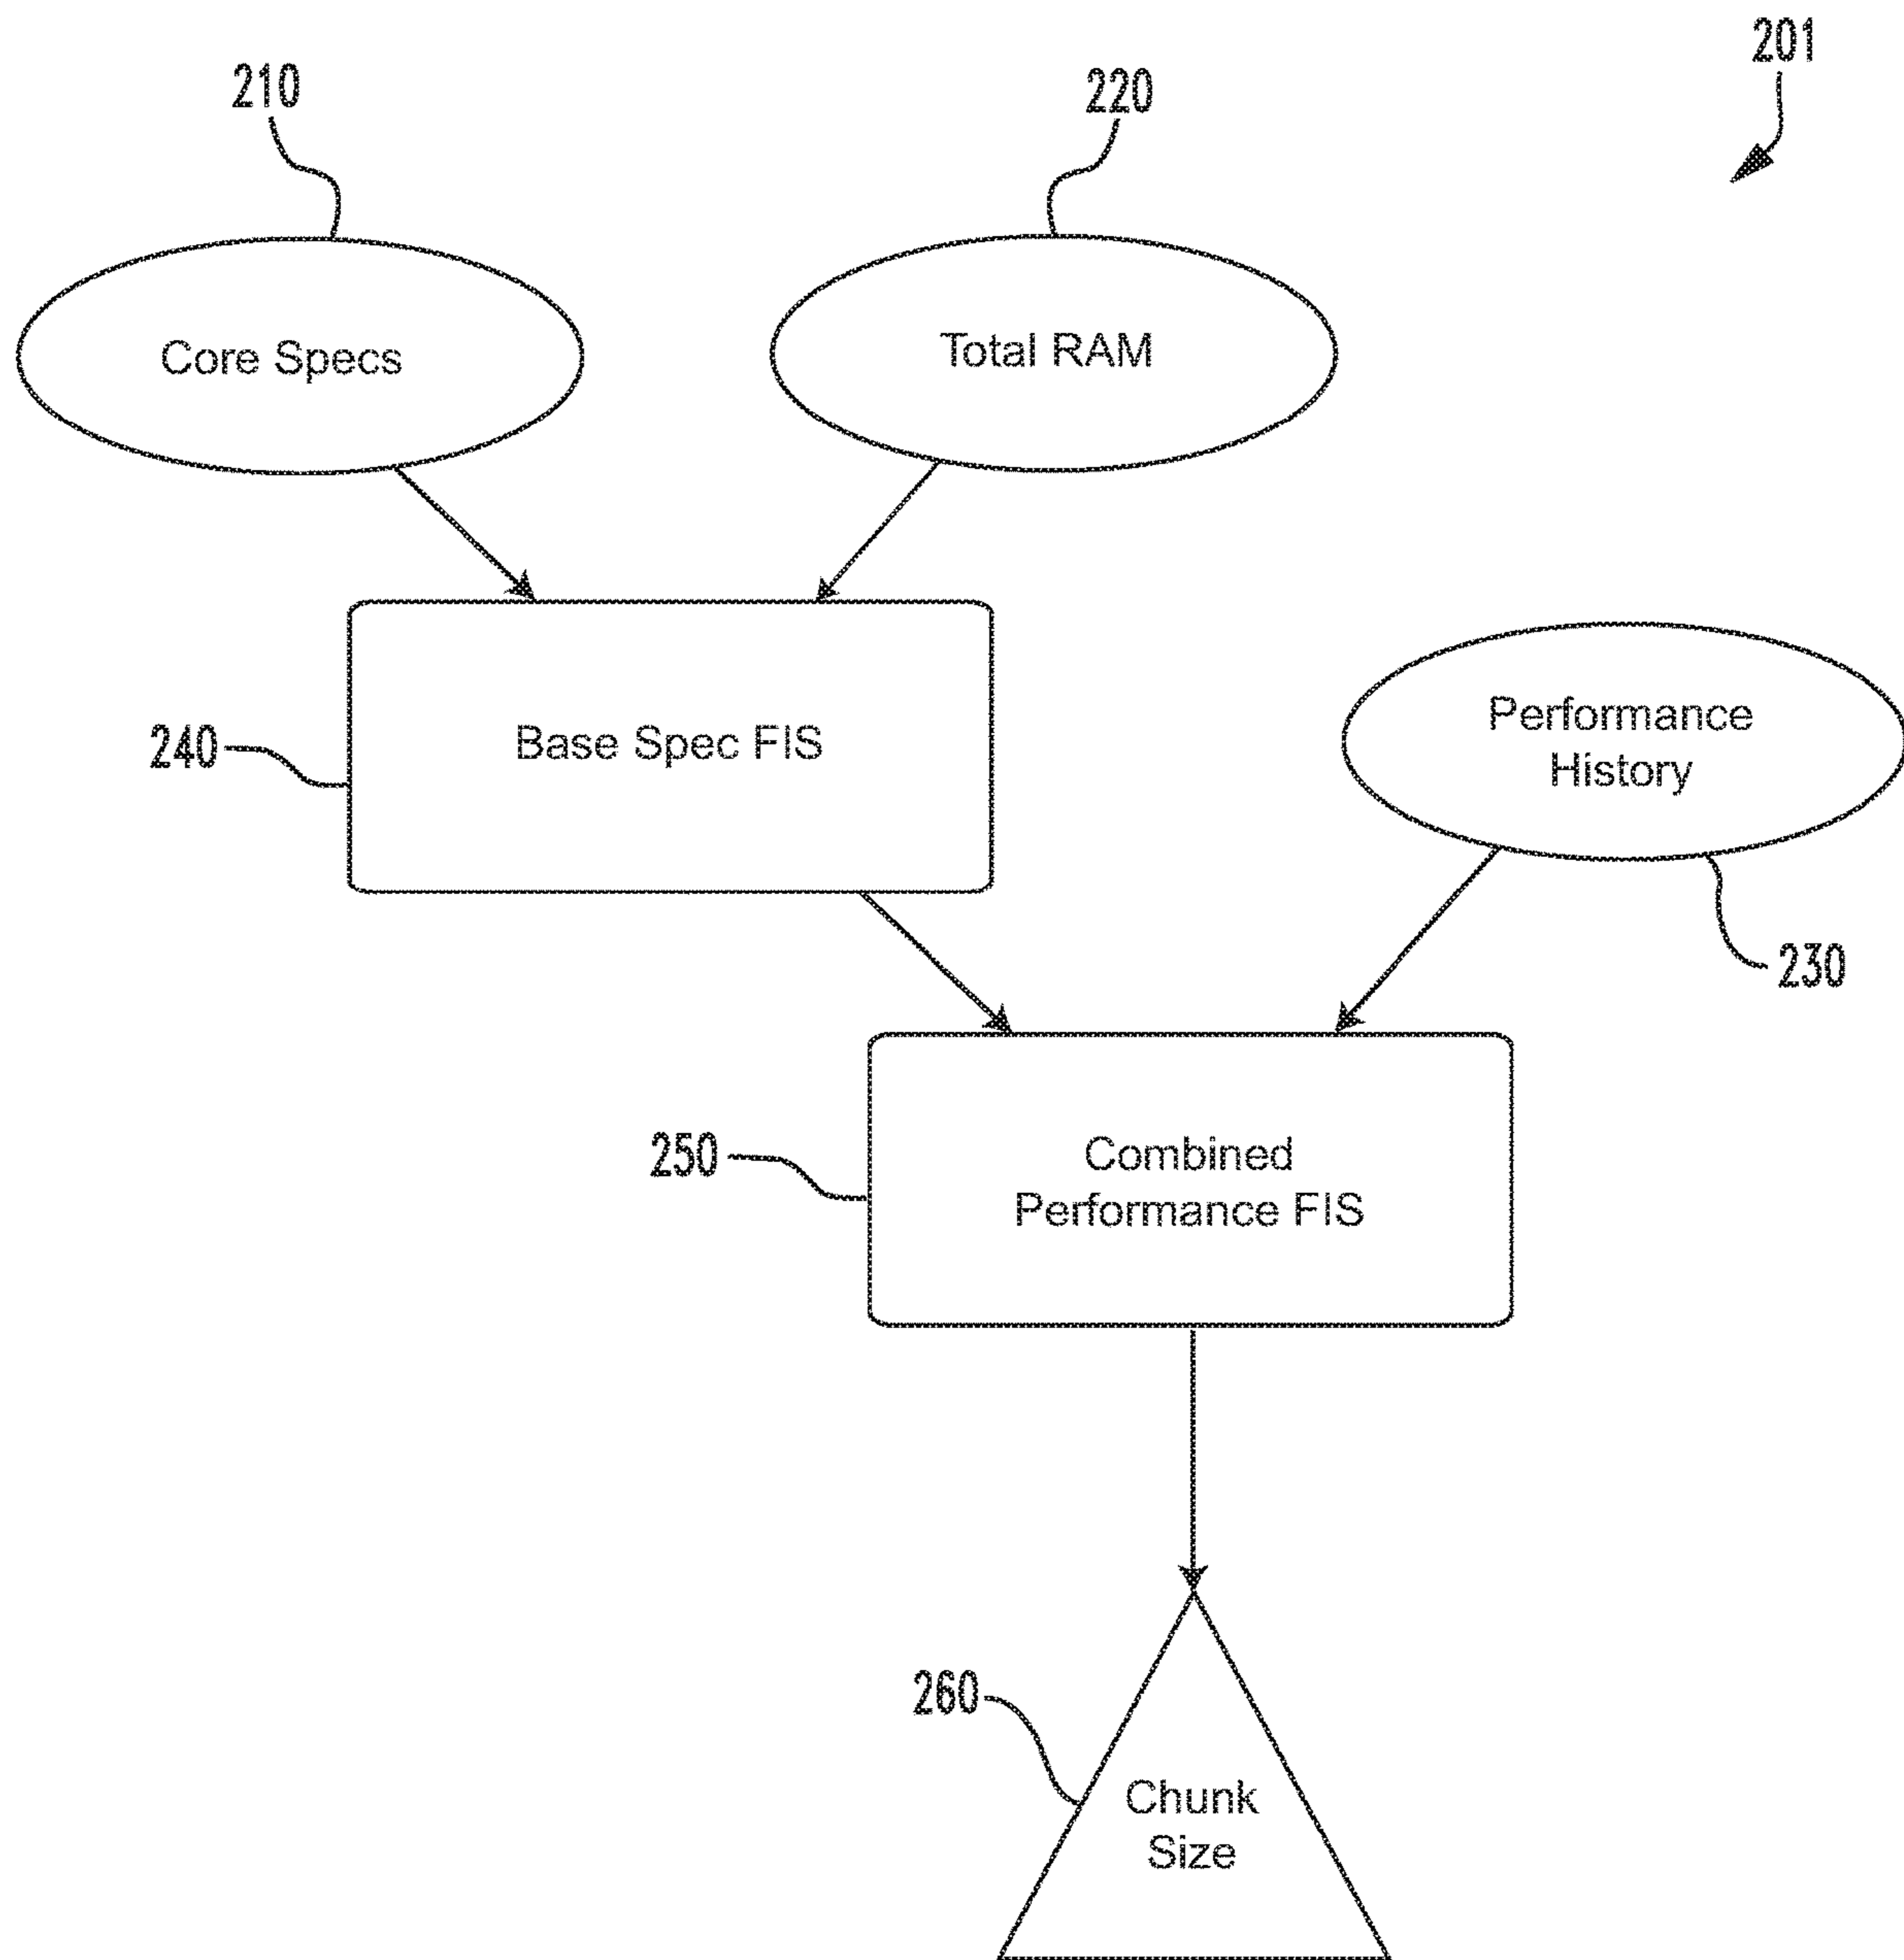 201
210
220
Core Specs
Total RAM
240
Base Spec FIS
Performance
History
230
250
Combined
Performance FIS
260
Chunk
Size